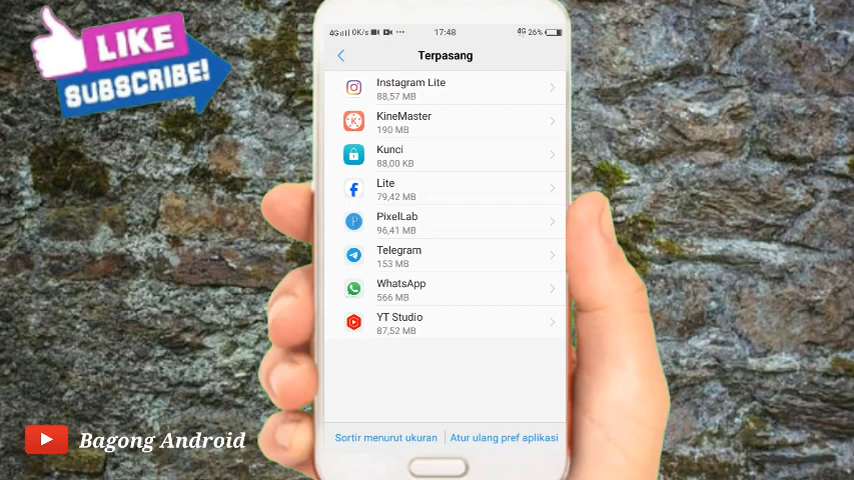 LIKE
SUBSCRIBE!
4G 0K/s 17:48 4G 26%
Terpasang
Instagram Lite
88,57 MB
KineMaster
190 MB
Kunci
88,00 KB
Lite
79,42 MB
PixelLab
96,41 MB
Telegram
153 MB
WhatsApp
566 MB
YT Studio
87,52 MB
Sortir menurut ukuran Atur ulang pref aplikasi
Bagong Android